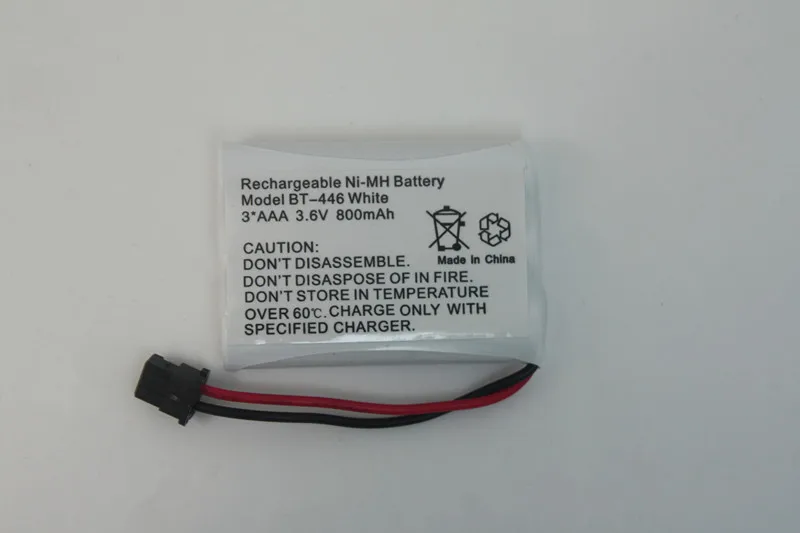 Rechargeable Ni-MH Battery
Model BT-446 White
3*AAA 3.6V 800mAh
CAUTION:
DON'T DISASSEMBLE.
Made in China
DON'T DISASPOSE OF IN FIRE.
DON'T STORE IN TEMPERATURE
OVER 60℃. CHARGE ONLY WITH
SPECIFIED CHARGER.